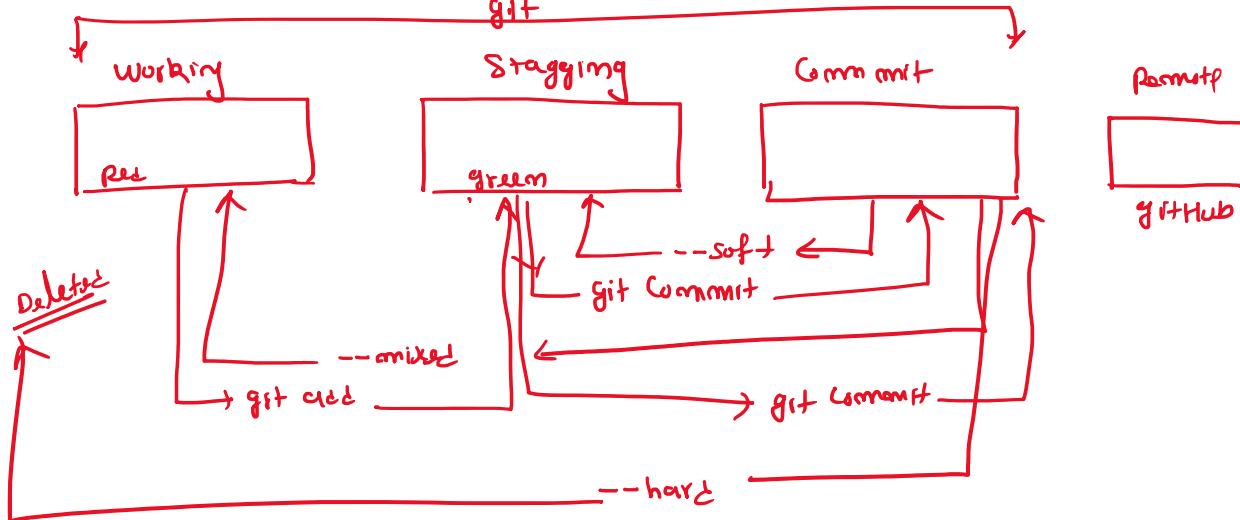 git
Working
Stagging
Commit
Remote
Red
green
gitHub
--soft
Deleted
git Commit
--mixed
git add
git Commit
--hard